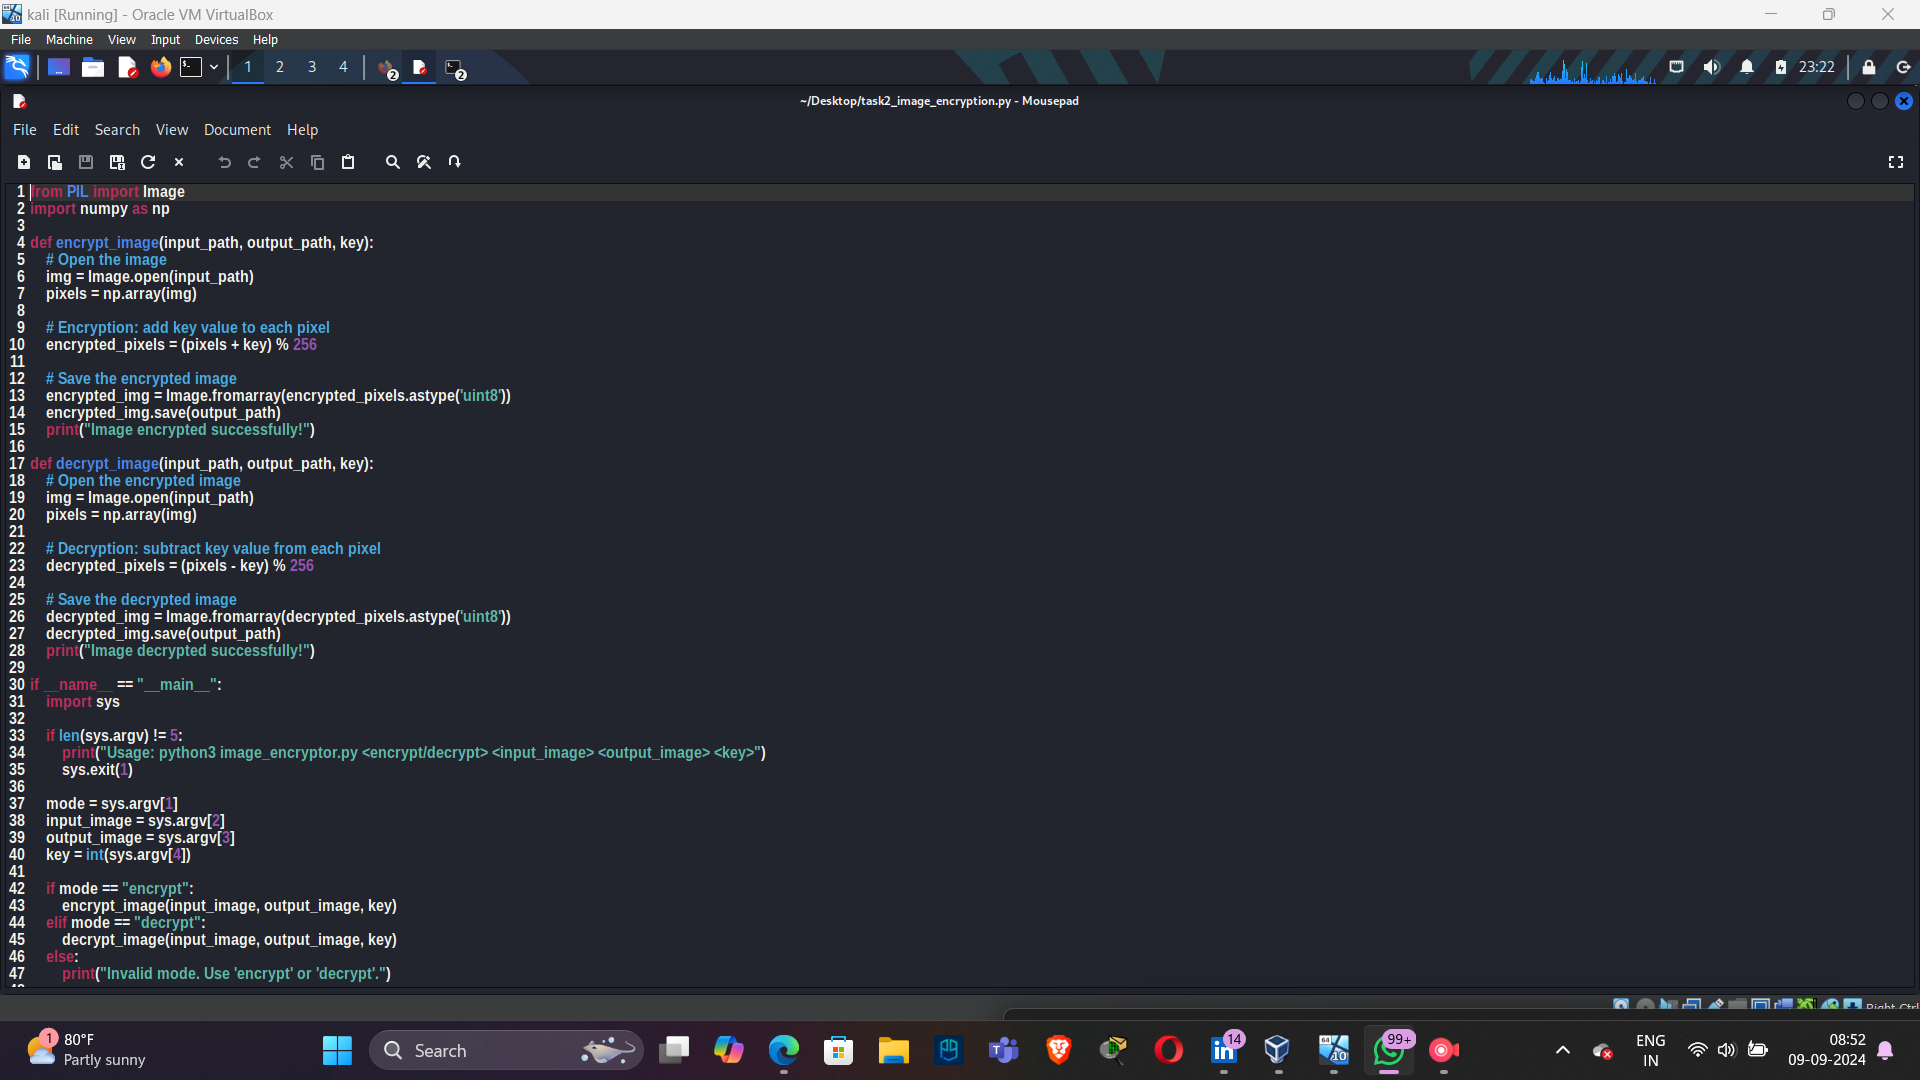 kali [Running] - Oracle VM VirtualBox
File Machine View Input Devices Help
1 2 3 4 2 2 23:22
~/Desktop/task2_image_encryption.py - Mousepad
File Edit Search View Document Help
1 from PIL import Image
2 import numpy as np
3
4 def encrypt_image(input_path, output_path, key):
5     # Open the image
6     img = Image.open(input_path)
7     pixels = np.array(img)
8
9     # Encryption: add key value to each pixel
10     encrypted_pixels = (pixels + key) % 256
11
12     # Save the encrypted image
13     encrypted_img = Image.fromarray(encrypted_pixels.astype('uint8'))
14     encrypted_img.save(output_path)
15     print("Image encrypted successfully!")
16
17 def decrypt_image(input_path, output_path, key):
18     # Open the encrypted image
19     img = Image.open(input_path)
20     pixels = np.array(img)
21
22     # Decryption: subtract key value from each pixel
23     decrypted_pixels = (pixels - key) % 256
24
25     # Save the decrypted image
26     decrypted_img = Image.fromarray(decrypted_pixels.astype('uint8'))
27     decrypted_img.save(output_path)
28     print("Image decrypted successfully!")
29
30 if __name__ == "__main__":
31     import sys
32
33     if len(sys.argv) != 5:
34         print("Usage: python3 image_encryptor.py <encrypt/decrypt> <input_image> <output_image> <key>")
35         sys.exit(1)
36
37     mode = sys.argv[1]
38     input_image = sys.argv[2]
39     output_image = sys.argv[3]
40     key = int(sys.argv[4])
41
42     if mode == "encrypt":
43         encrypt_image(input_image, output_image, key)
44     elif mode == "decrypt":
45         decrypt_image(input_image, output_image, key)
46     else:
47         print("Invalid mode. Use 'encrypt' or 'decrypt'.")
Right Ctrl
1 80°F
Partly sunny
Search
14
64
10
99+
ENG
IN
08:52
09-09-2024